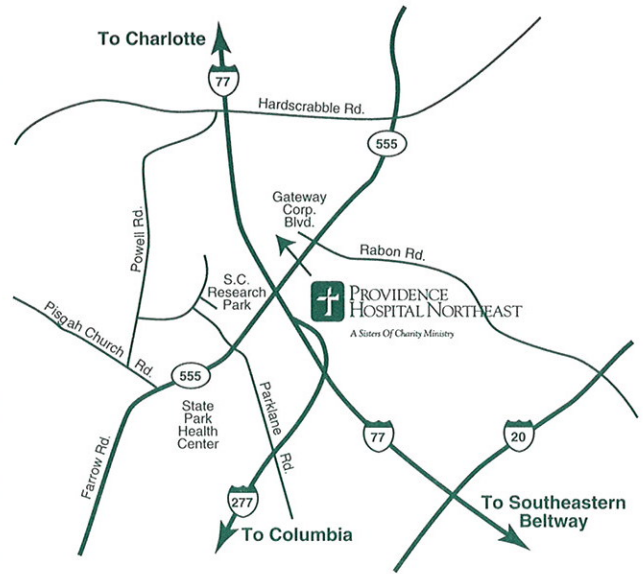 To Charlotte
77
Hardscrabble Rd.
555
Gateway
Corp.
Blvd.
Powell Rd.
Rabon Rd.
S.C.
Research
Park
PROVIDENCE
HOSPITAL NORTHEAST
A Sisters Of Charity Ministry
Pisgah Church
Rd.
555
State
Park
Health
Center
Parklane
Rd.
Farrow Rd.
77
20
277
To Columbia
To Southeastern
Beltway